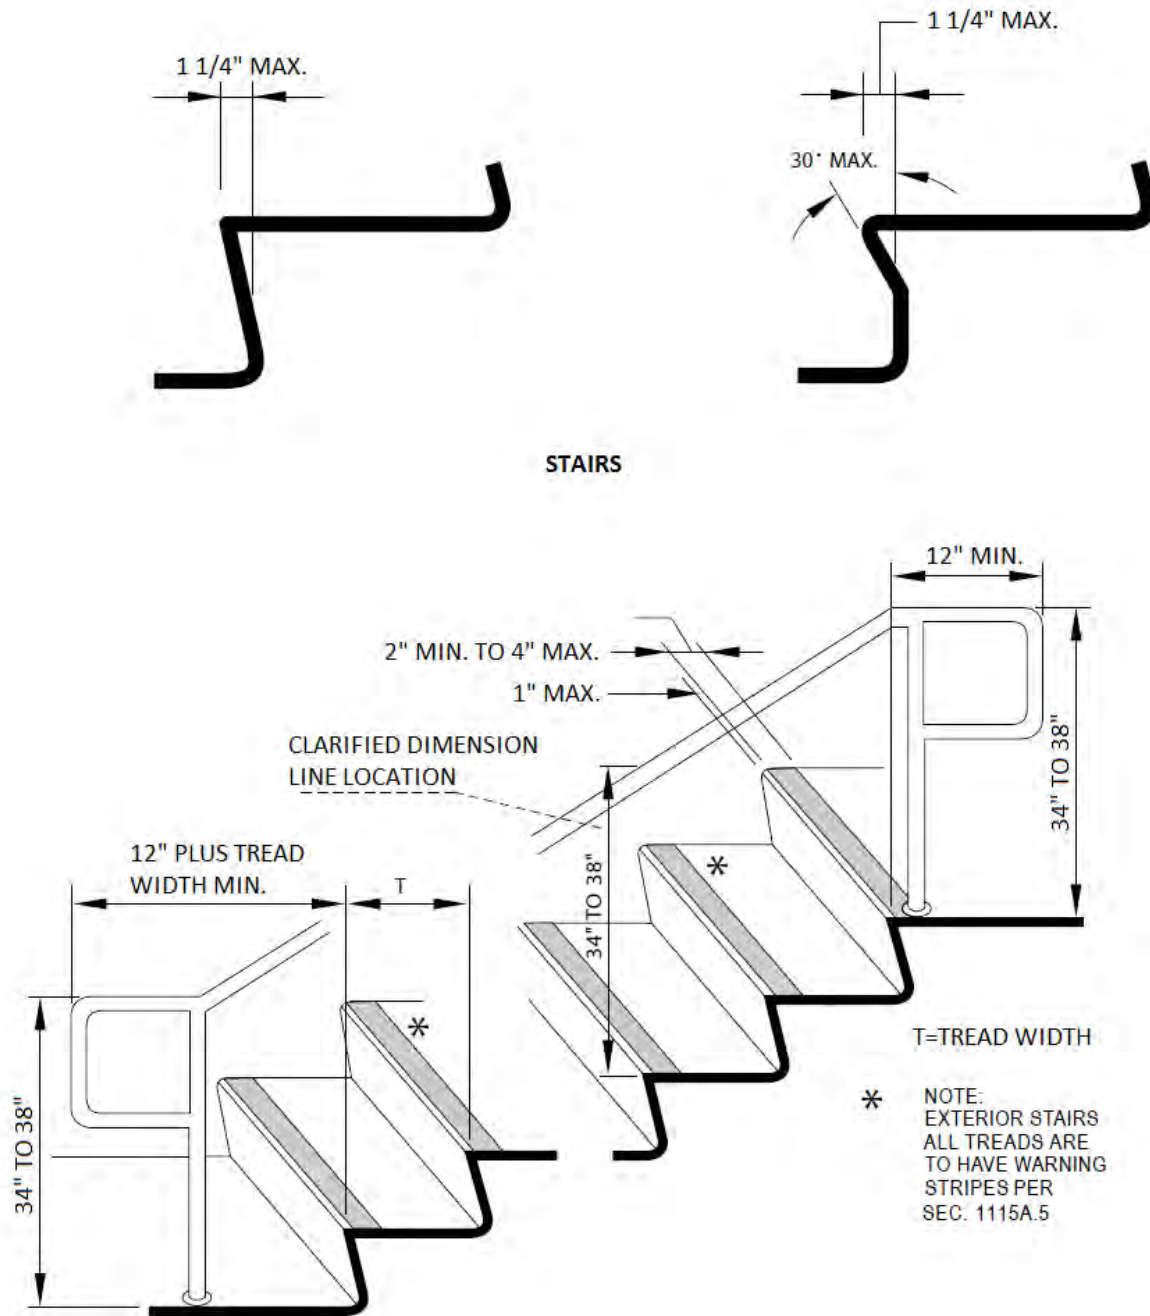 1 1/4" MAX.
1 1/4" MAX.
30° MAX.
STAIRS
12" MIN.
2" MIN. TO 4" MAX.
1" MAX.
CLARIFIED DIMENSION
LINE LOCATION
34" TO 38"
34" TO 38"
12" PLUS TREAD
WIDTH MIN.
T
*
*
34" TO 38"
T=TREAD WIDTH
* NOTE:
EXTERIOR STAIRS
ALL TREADS ARE
TO HAVE WARNING
STRIPES PER
SEC. 1115A.5